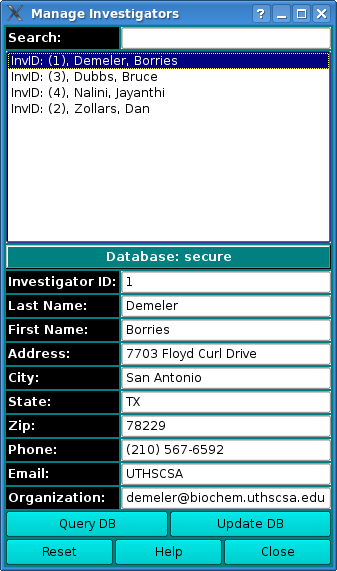 Manage Investigators
Search:
InvID: (1), Demeler, Borries
InvID: (3), Dubbs, Bruce
InvID: (4), Nalini, Jayanthi
InvID: (2), Zollars, Dan
Database: secure
Investigator ID: 1
Last Name: Demeler
First Name: Borries
Address: 7703 Floyd Curl Drive
City: San Antonio
State: TX
Zip: 78229
Phone: (210) 567-6592
Email: UTHSCSA
Organization: demeler@biochem.uthscsa.edu
Query DB Update DB
Reset Help Close